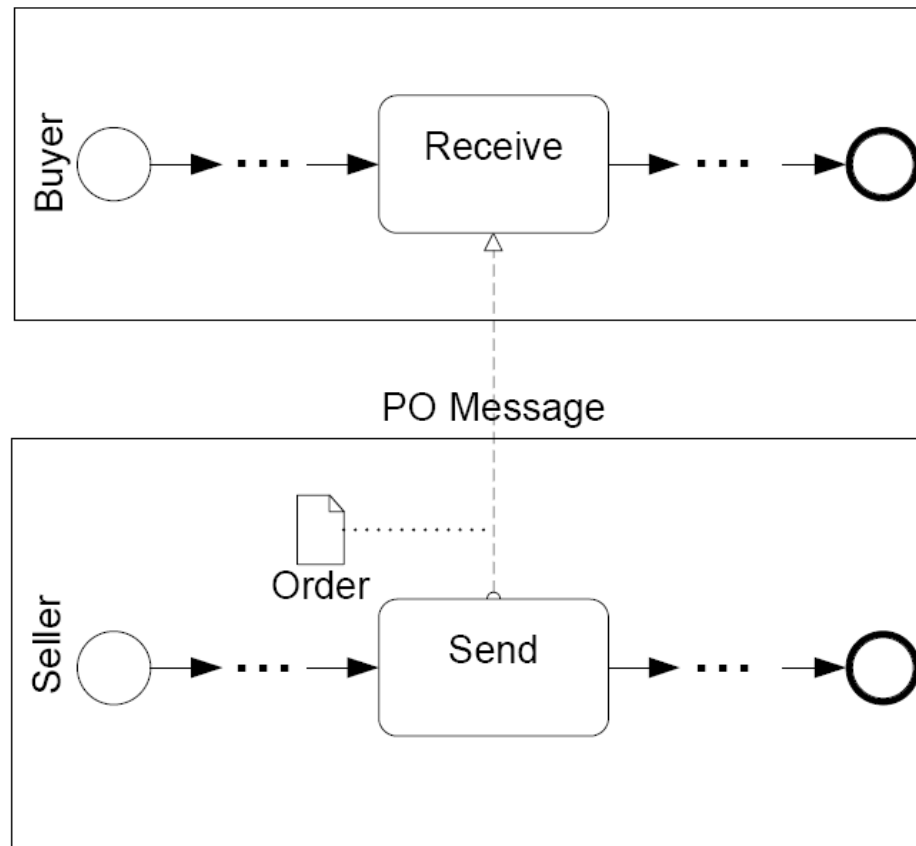 Buyer
Receive
...
...
PO Message
Order
Seller
Send
...
...